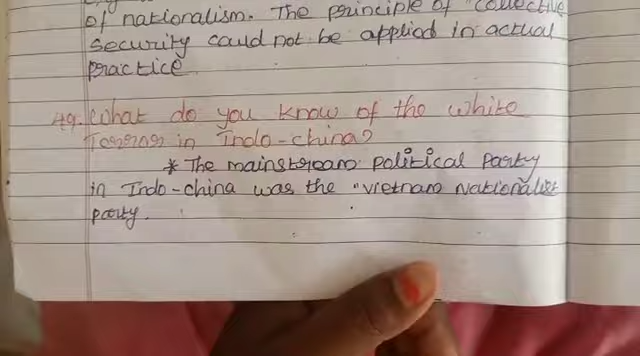 of nationalism. The principle of "collective
security could not be applied in actual
practice
49. What do you know of the white
Terror in Indo-china?
* The mainstream political party
in Indo-china was the "vietnam Nationalist
party.